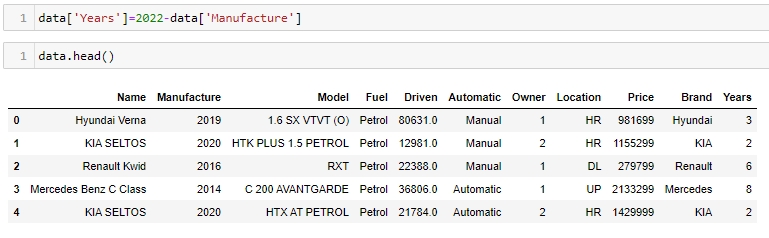 1 data['Years']=2022-data['Manufacture']
1 data.head()
Name Manufacture Model Fuel Driven Automatic Owner Location Price Brand Years
0 Hyundai Verna 2019 1.6 SX VTVT (O) Petrol 80631.0 Manual 1 HR 981699 Hyundai 3
1 KIA SELTOS 2020 HTK PLUS 1.5 PETROL Petrol 12981.0 Manual 2 HR 1155299 KIA 2
2 Renault Kwid 2016 RXT Petrol 22388.0 Manual 1 DL 279799 Renault 6
3 Mercedes Benz C Class 2014 C 200 AVANTGARDE Petrol 36806.0 Automatic 1 UP 2133299 Mercedes 8
4 KIA SELTOS 2020 HTX AT PETROL Petrol 21784.0 Automatic 2 HR 1429999 KIA 2